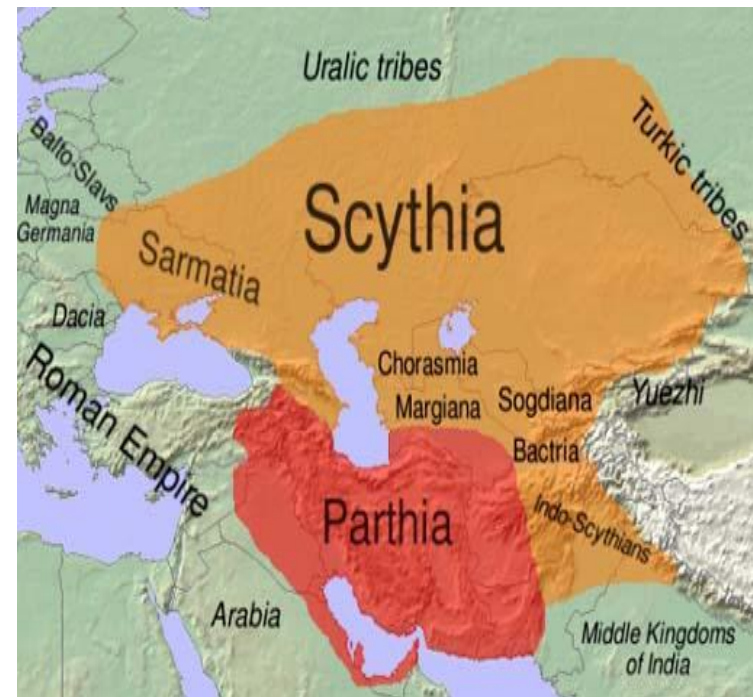 Uralic tribes
Turkic tribes
Balto-Slavs
Magna
Germania
Scythia
Sarmatia
Dacia
Roman Empire
Chorasmia
Margiana
Sogdiana
Yuezhi
Bactria
Parthia
Indo-Scythians
Arabia
Middle Kingdoms
of India